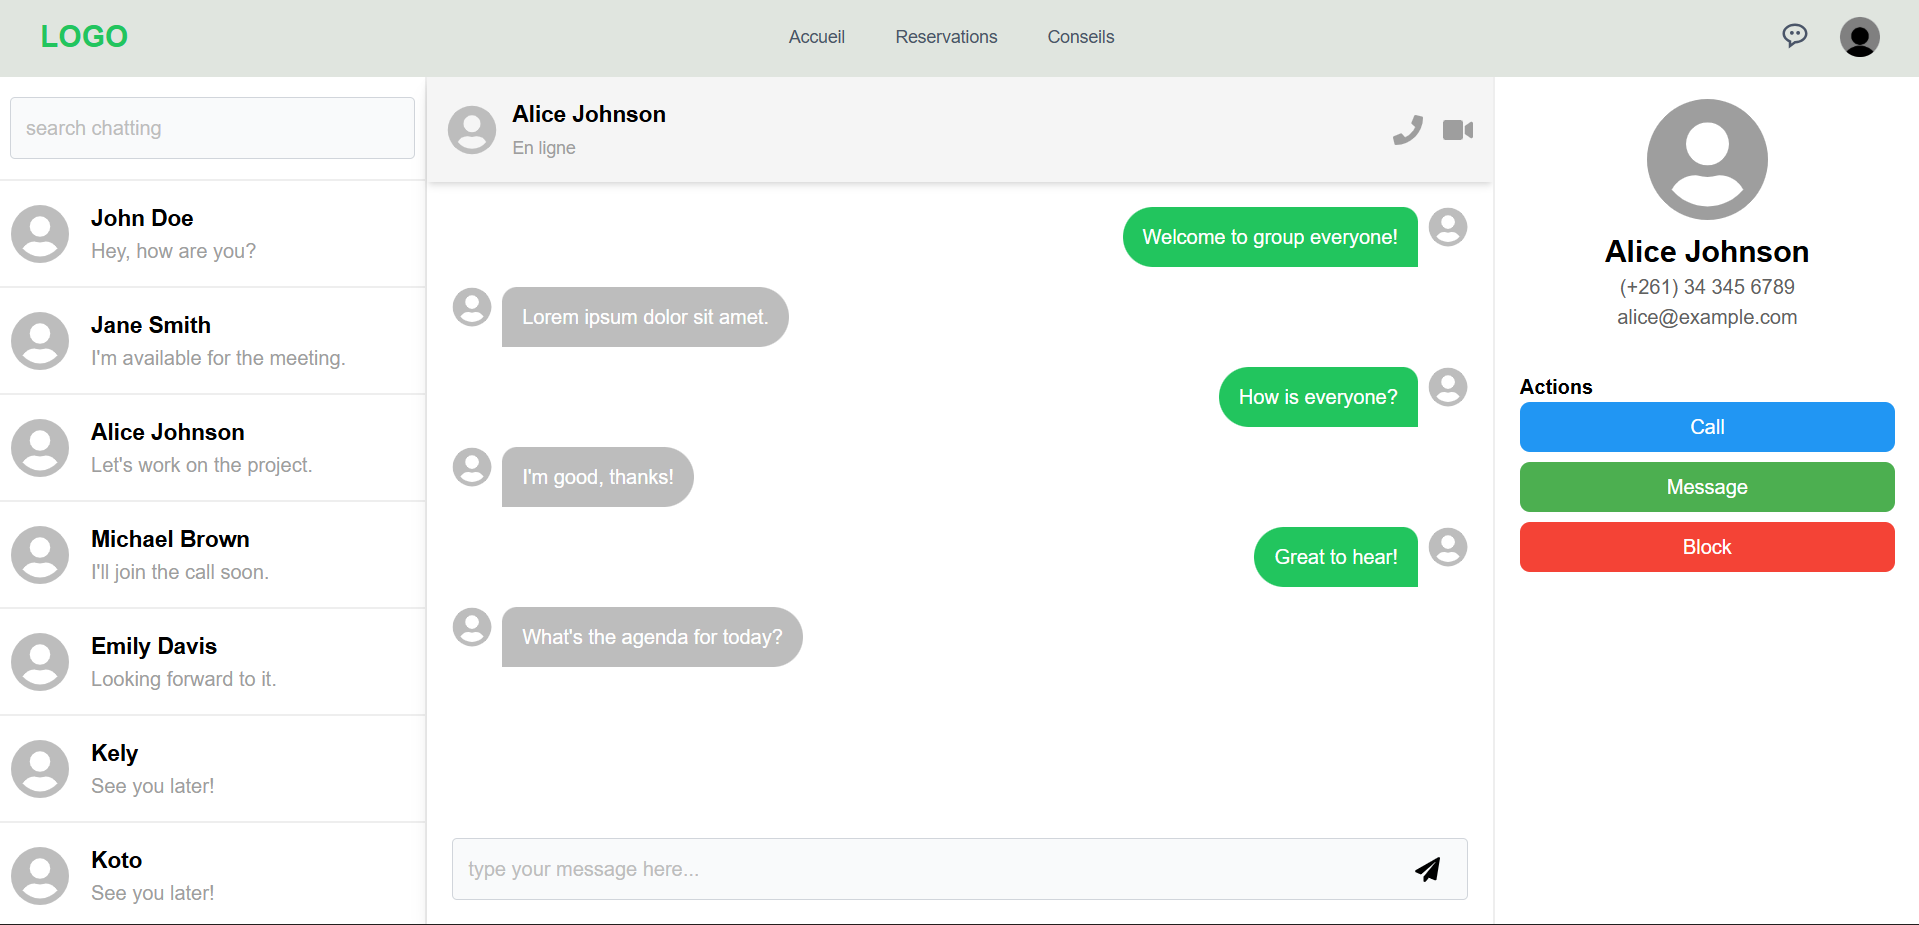 LOGO
Accueil
Reservations
Conseils
search chatting
John Doe
Hey, how are you?
Jane Smith
I'm available for the meeting.
Alice Johnson
Let's work on the project.
Michael Brown
I'll join the call soon.
Emily Davis
Looking forward to it.
Kely
See you later!
Koto
See you later!
Alice Johnson
En ligne
Welcome to group everyone!
Lorem ipsum dolor sit amet.
How is everyone?
I'm good, thanks!
Great to hear!
What's the agenda for today?
type your message here...
Alice Johnson
(+261) 34 345 6789
alice@example.com
Actions
Call
Message
Block